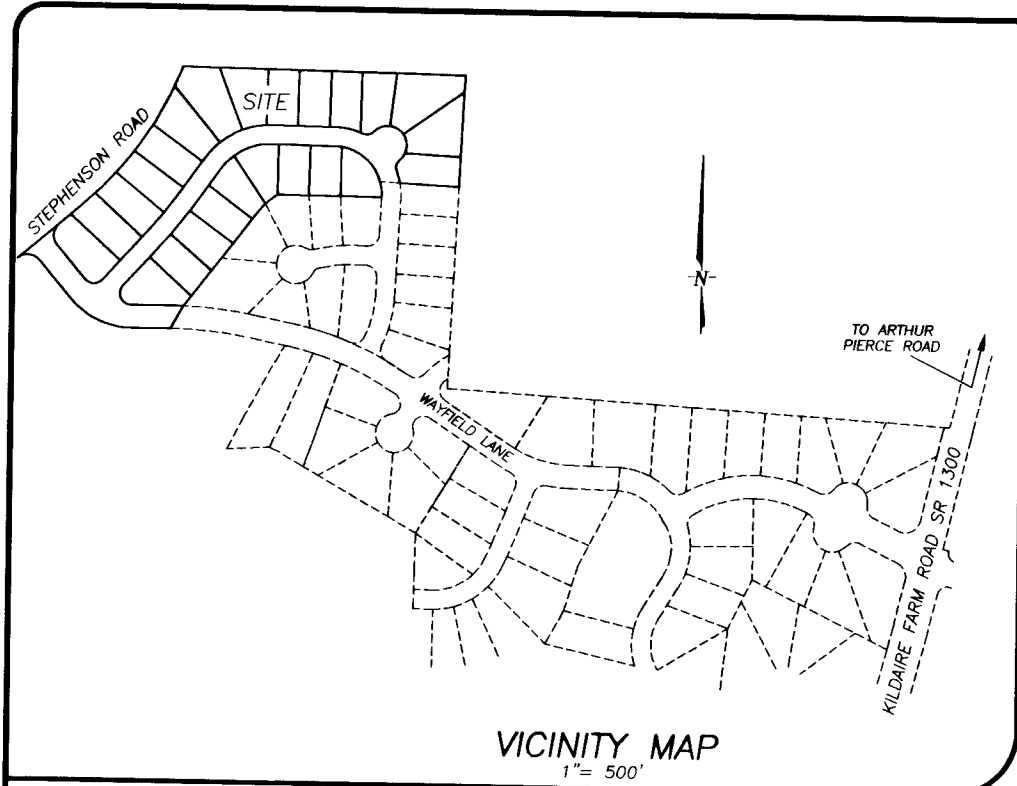 SITE
STEPHENSON ROAD
N
TO ARTHUR
PIERCE ROAD
WAYFIELD LANE
KILDAIRE FARM ROAD SR 1300
VICINITY MAP
1"= 500'